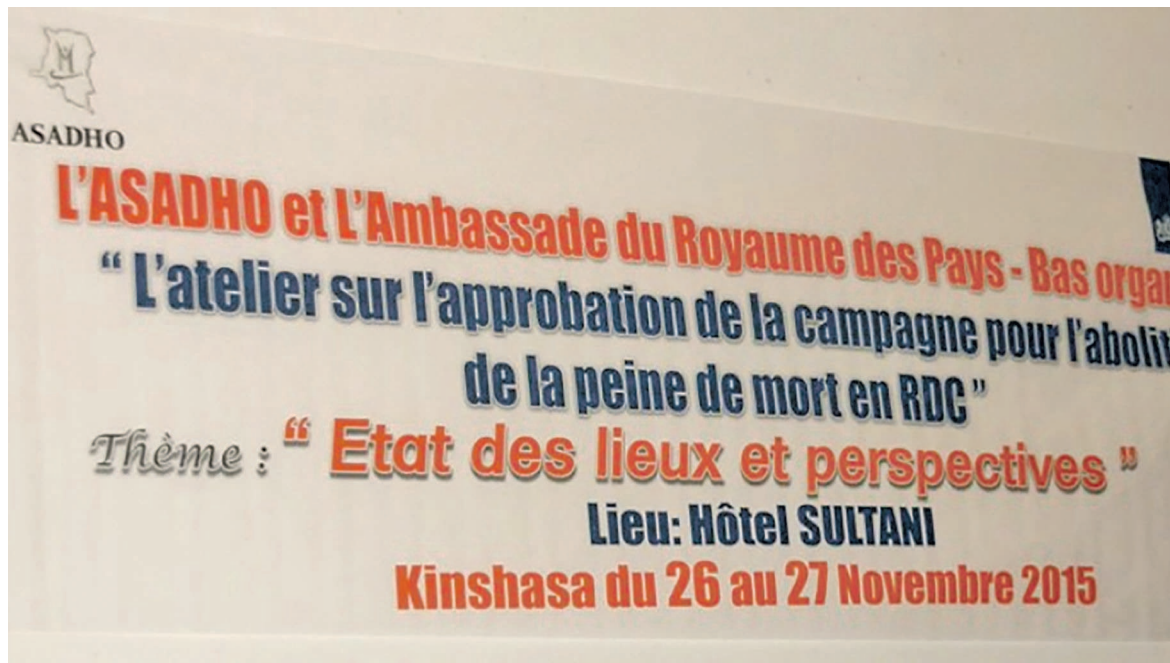 ASADHO
L'ASADHO et L'Ambassade du Royaume des Pays - Bas organ
“ L'atelier sur l'approbation de la campagne pour l'abolit
de la peine de mort en RDC ”
Thème : “ Etat des lieux et perspectives ”
Lieu: Hôtel SULTANI
Kinshasa du 26 au 27 Novembre 2015